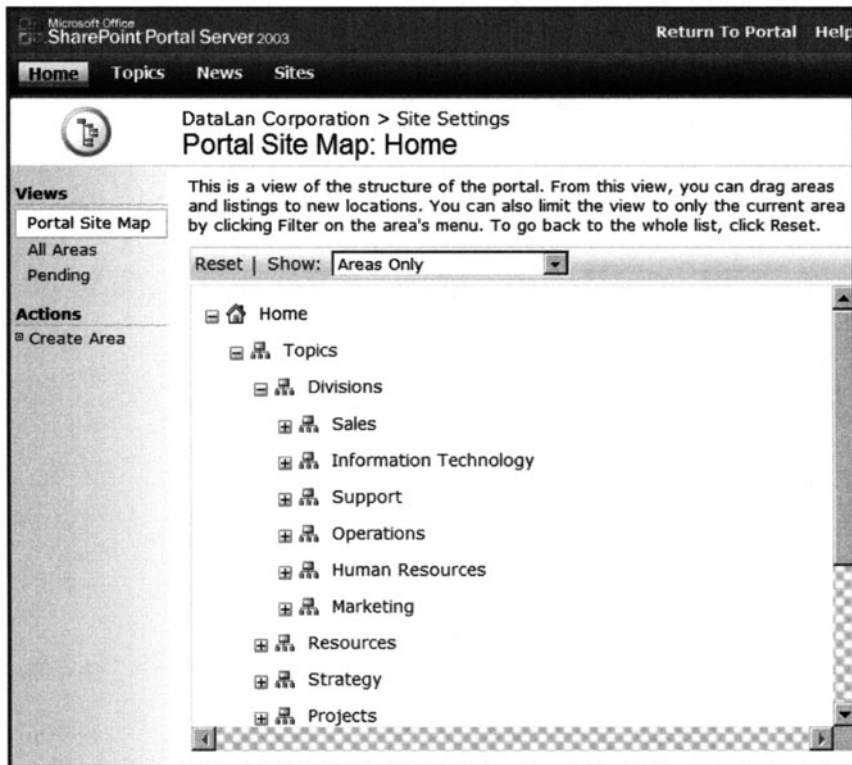 Microsoft Office
SharePoint Portal Server 2003
Return To Portal Help
Home Topics News Sites
DataLan Corporation > Site Settings
Portal Site Map: Home
Views
Portal Site Map
All Areas
Pending
Actions
Create Area
This is a view of the structure of the portal. From this view, you can drag areas
and listings to new locations. You can also limit the view to only the current area
by clicking Filter on the area's menu. To go back to the whole list, click Reset.
Reset | Show: Areas Only
Home
Topics
Divisions
Sales
Information Technology
Support
Operations
Human Resources
Marketing
Resources
Strategy
Projects